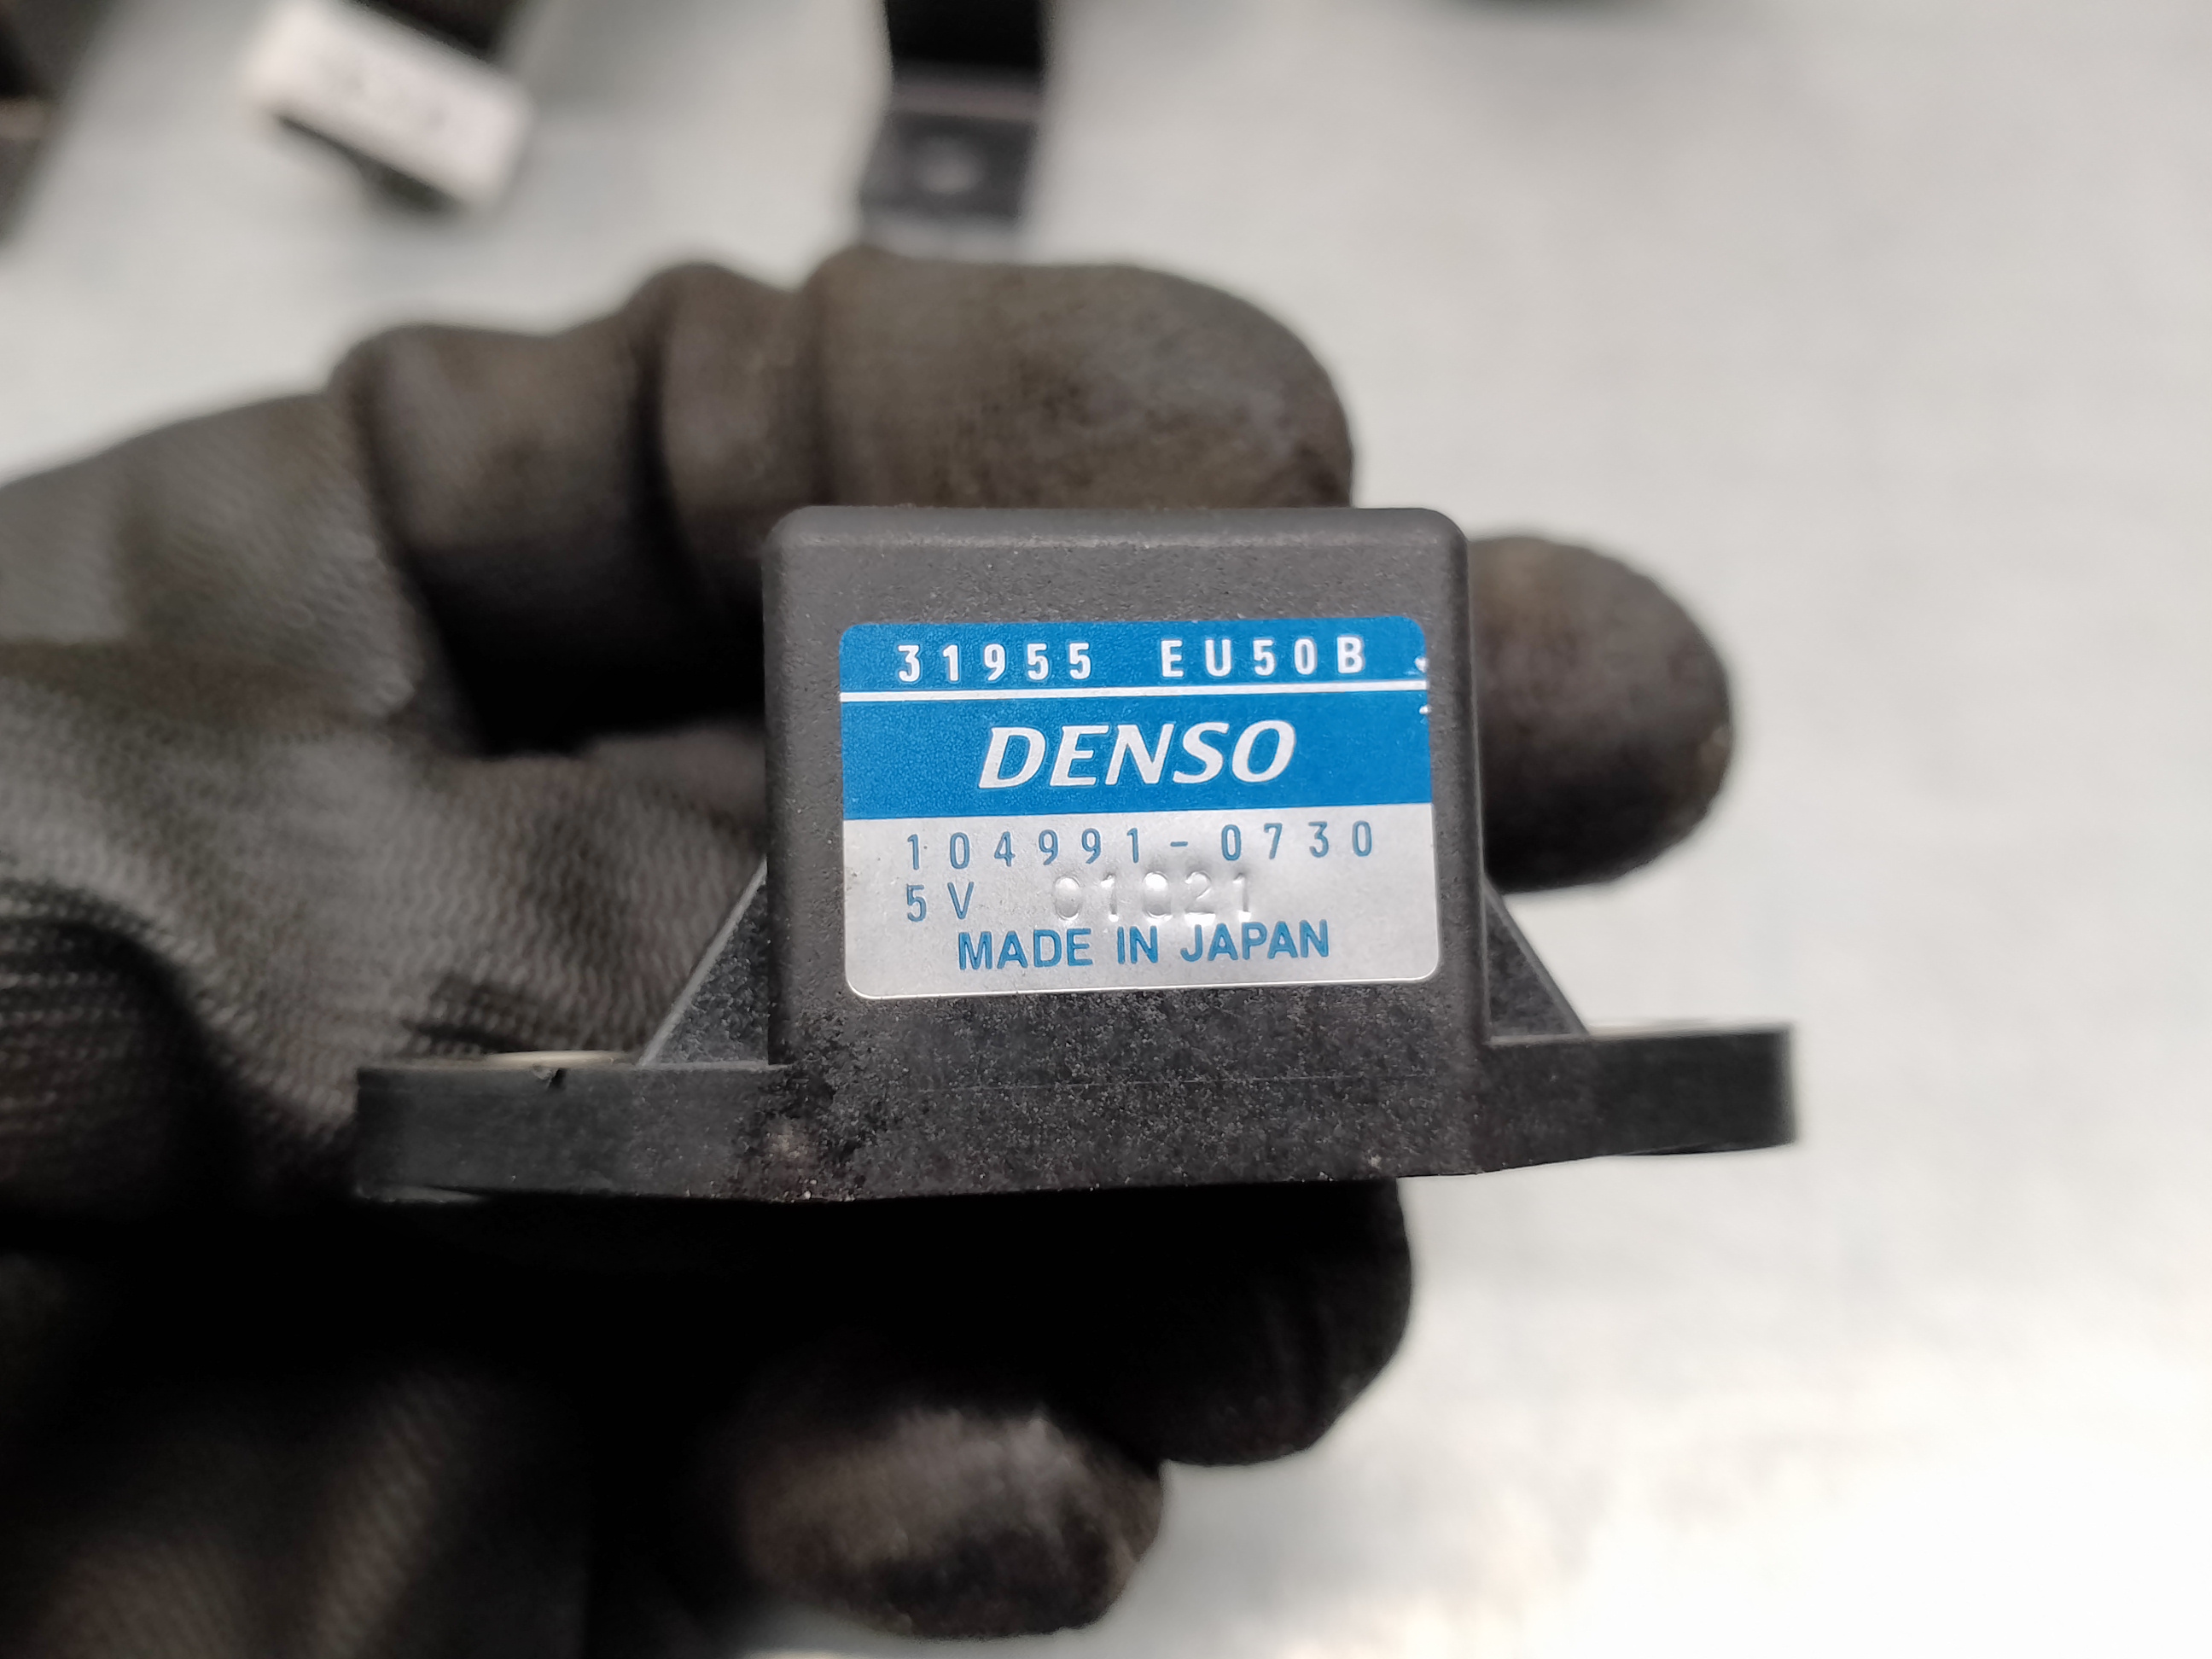 31955 EU50B
DENSO
104991-0730
5V 01021
MADE IN JAPAN